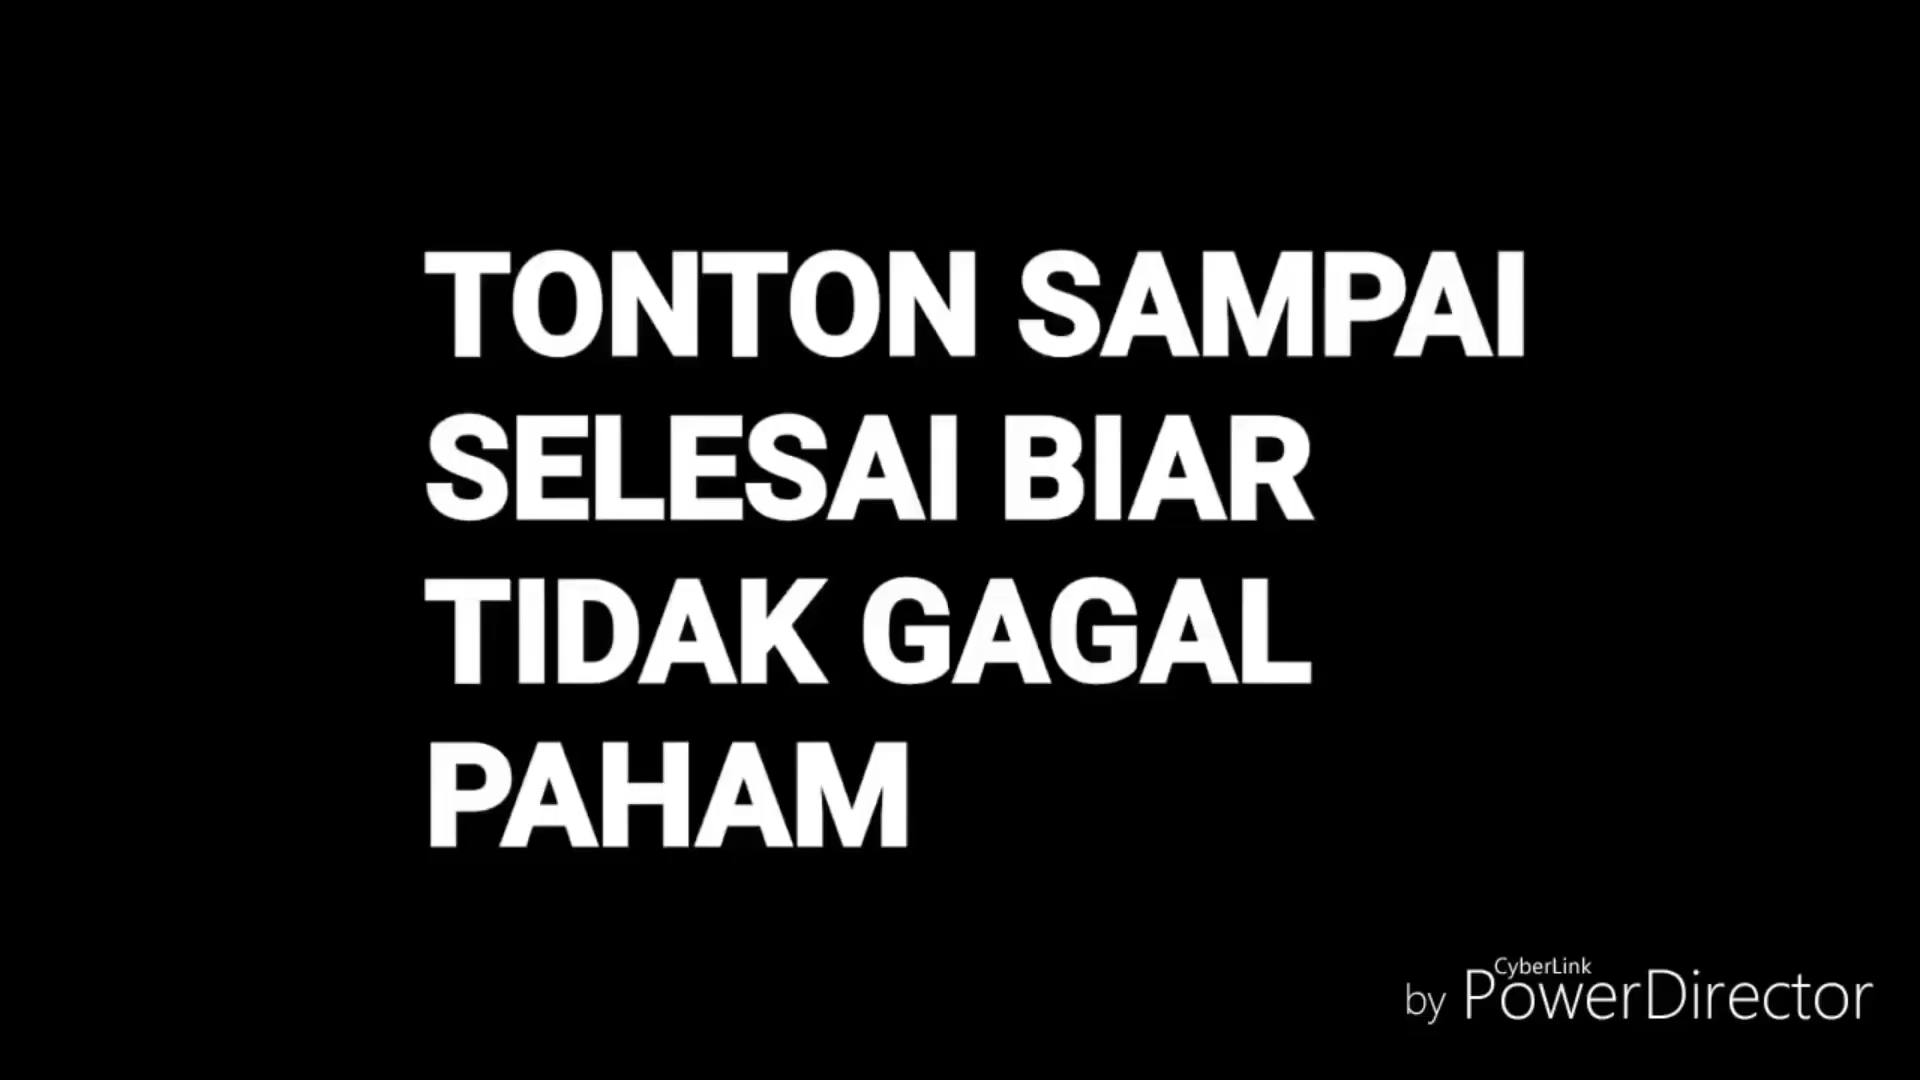 TONTON SAMPAI
SELESAI BIAR
TIDAK GAGAL
PAHAM
by CyberLink PowerDirector